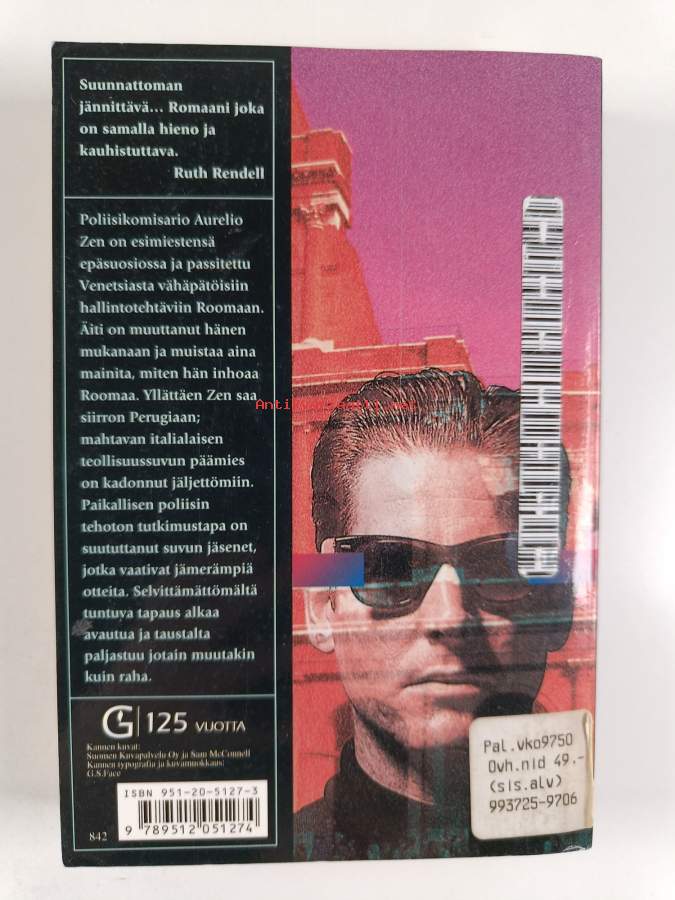 Suunnattoman
jännittävä... Romaani joka
on samalla hieno ja
kauhistuttava.
Ruth Rendell
Poliisikomisario Aurelio
Zen on esimiestensä
epäsuosiossa ja passitettu
Venetsiasta vähäpätöisiin
hallintotehtäviin Roomaan.
Äiti on muuttanut hänen
mukanaan ja muistaa aina
mainita, miten hän inhoaa
Roomaa. Yllättäen Zen saa
siirron Perugiaan;
mahtavan italialaisen
teollisuussuvun päämies
on kadonnut jäljettömiin.
Paikallisen poliisin
tehoton tutkimustapa on
suututtanut suvun jäsenet,
jotka vaativat jämerämpiä
otteita. Selvittämättömältä
tuntuva tapaus alkaa
avautua ja taustalta
paljastuu jotain muutakin
kuin raha.
G 125 VUOTTA
Kannen kuvat:
Suomen Kuvapalvelu Oy ja Sam McConnell
Kannen typografia ja kuvamuokkaus:
G.S.Face
ISBN 951-20-5127-3
9 789512 051274
842
Pal.vko9750
Ovh.nid 49.-
(sis.alv)
993725-9706